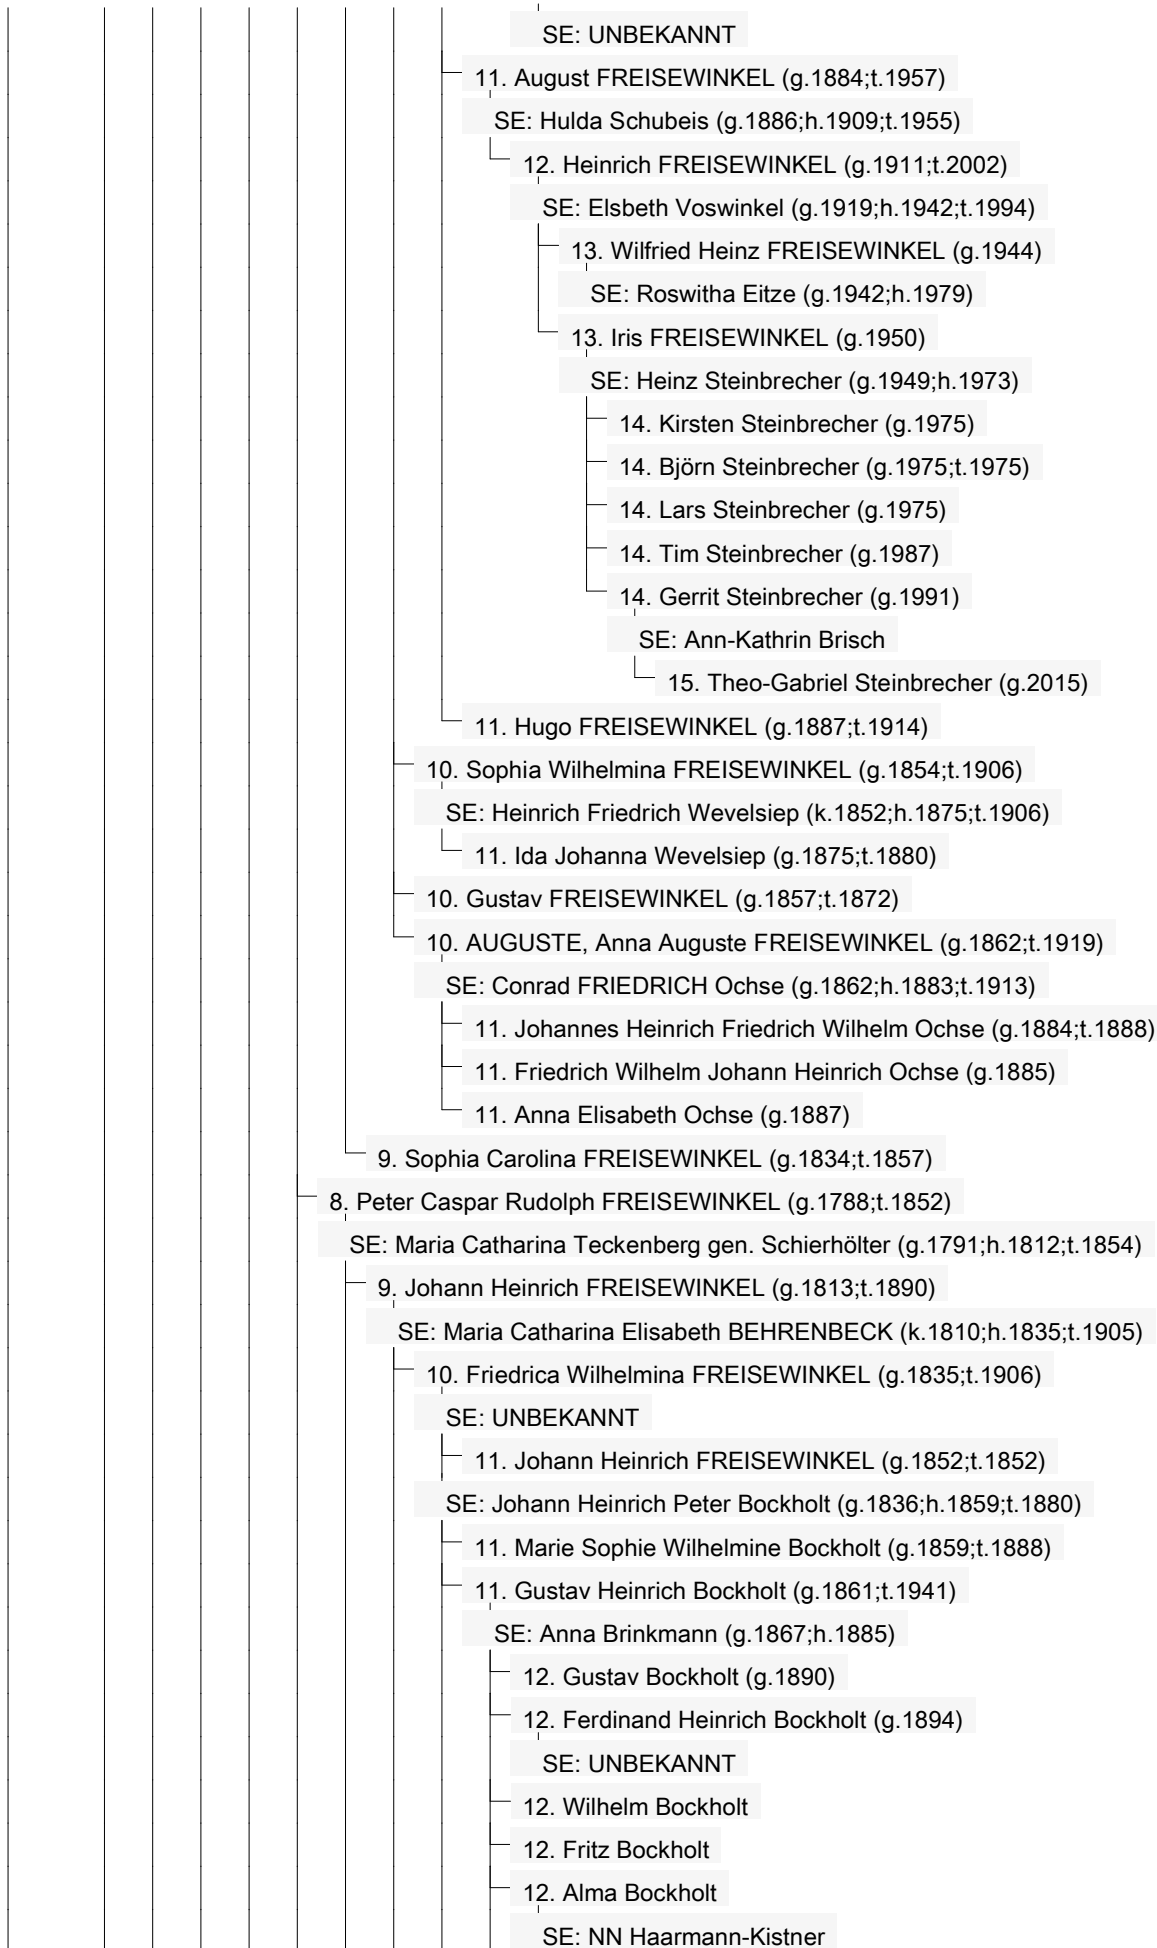 SE: UNBEKANNT
11. August FREISEWINKEL (g.1884;t.1957)
SE: Hulda Schubeis (g.1886;h.1909;t.1955)
12. Heinrich FREISEWINKEL (g.1911;t.2002)
SE: Elsbeth Voswinkel (g.1919;h.1942;t.1994)
13. Wilfried Heinz FREISEWINKEL (g.1944)
SE: Roswitha Eitze (g.1942;h.1979)
13. Iris FREISEWINKEL (g.1950)
SE: Heinz Steinbrecher (g.1949;h.1973)
14. Kirsten Steinbrecher (g.1975)
14. Björn Steinbrecher (g.1975;t.1975)
14. Lars Steinbrecher (g.1975)
14. Tim Steinbrecher (g.1987)
14. Gerrit Steinbrecher (g.1991)
SE: Ann-Kathrin Brisch
15. Theo-Gabriel Steinbrecher (g.2015)
11. Hugo FREISEWINKEL (g.1887;t.1914)
10. Sophia Wilhelmina FREISEWINKEL (g.1854;t.1906)
SE: Heinrich Friedrich Wevelsiep (k.1852;h.1875;t.1906)
11. Ida Johanna Wevelsiep (g.1875;t.1880)
10. Gustav FREISEWINKEL (g.1857;t.1872)
10. AUGUSTE, Anna Auguste FREISEWINKEL (g.1862;t.1919)
SE: Conrad FRIEDRICH Ochse (g.1862;h.1883;t.1913)
11. Johannes Heinrich Friedrich Wilhelm Ochse (g.1884;t.1888)
11. Friedrich Wilhelm Johann Heinrich Ochse (g.1885)
11. Anna Elisabeth Ochse (g.1887)
9. Sophia Carolina FREISEWINKEL (g.1834;t.1857)
8. Peter Caspar Rudolph FREISEWINKEL (g.1788;t.1852)
SE: Maria Catharina Teckenberg gen. Schierhölter (g.1791;h.1812;t.1854)
9. Johann Heinrich FREISEWINKEL (g.1813;t.1890)
SE: Maria Catharina Elisabeth BEHRENBECK (k.1810;h.1835;t.1905)
10. Friedrica Wilhelmina FREISEWINKEL (g.1835;t.1906)
SE: UNBEKANNT
11. Johann Heinrich FREISEWINKEL (g.1852;t.1852)
SE: Johann Heinrich Peter Bockholt (g.1836;h.1859;t.1880)
11. Marie Sophie Wilhelmine Bockholt (g.1859;t.1888)
11. Gustav Heinrich Bockholt (g.1861;t.1941)
SE: Anna Brinkmann (g.1867;h.1885)
12. Gustav Bockholt (g.1890)
12. Ferdinand Heinrich Bockholt (g.1894)
SE: UNBEKANNT
12. Wilhelm Bockholt
12. Fritz Bockholt
12. Alma Bockholt
SE: NN Haarmann-Kistner